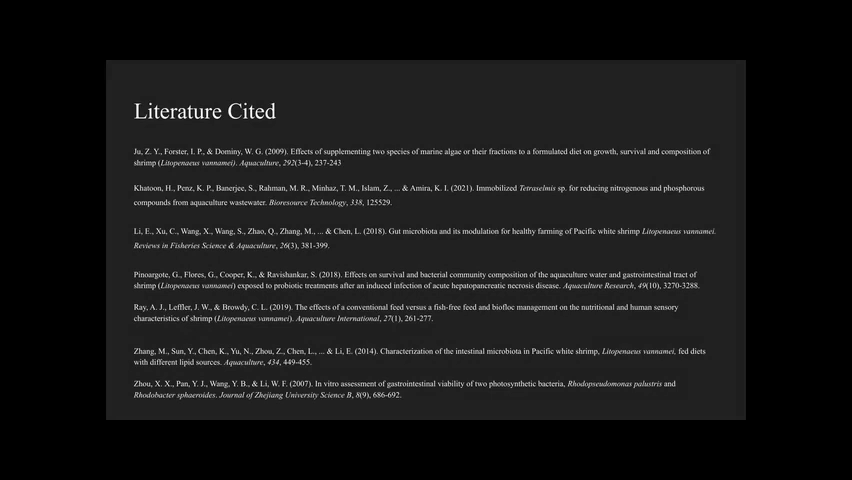 Literature Cited
Ju, Z. Y., Forster, I. P., & Dominy, W. G. (2009). Effects of supplementing two species of marine algae or their fractions to a formulated diet on growth, survival and composition of
shrimp (Litopenaeus vannamei). Aquaculture, 292(3-4), 237-243
Khatoon, H., Penz, K. P., Banerjee, S., Rahman, M. R., Minhaz, T. M., Islam, Z., ... & Amira, K. I. (2021). Immobilized Tetraselmis sp. for reducing nitrogenous and phosphorous
compounds from aquaculture wastewater. Bioresource Technology, 338, 125529.
Li, E., Xu, C., Wang, X., Wang, S., Zhao, Q., Zhang, M., ... & Chen, L. (2018). Gut microbiota and its modulation for healthy farming of Pacific white shrimp Litopenaeus vannamei.
Reviews in Fisheries Science & Aquaculture, 26(3), 381-399.
Pinoargote, G., Flores, G., Cooper, K., & Ravishankar, S. (2018). Effects on survival and bacterial community composition of the aquaculture water and gastrointestinal tract of
shrimp (Litopenaeus vannamei) exposed to probiotic treatments after an induced infection of acute hepatopancreatic necrosis disease. Aquaculture Research, 49(10), 3270-3288.
Ray, A. J., Leffler, J. W., & Browdy, C. L. (2019). The effects of a conventional feed versus a fish-free feed and biofloc management on the nutritional and human sensory
characteristics of shrimp (Litopenaeus vannamei). Aquaculture International, 27(1), 261-277.
Zhang, M., Sun, Y., Chen, K., Yu, N., Zhou, Z., Chen, L., ... & Li, E. (2014). Characterization of the intestinal microbiota in Pacific white shrimp, Litopenaeus vannamei, fed diets
with different lipid sources. Aquaculture, 434, 449-455.
Zhou, X. X., Pan, Y. J., Wang, Y. B., & Li, W. F. (2007). In vitro assessment of gastrointestinal viability of two photosynthetic bacteria, Rhodopseudomonas palustris and
Rhodobacter sphaeroides. Journal of Zhejiang University Science B, 8(9), 686-692.